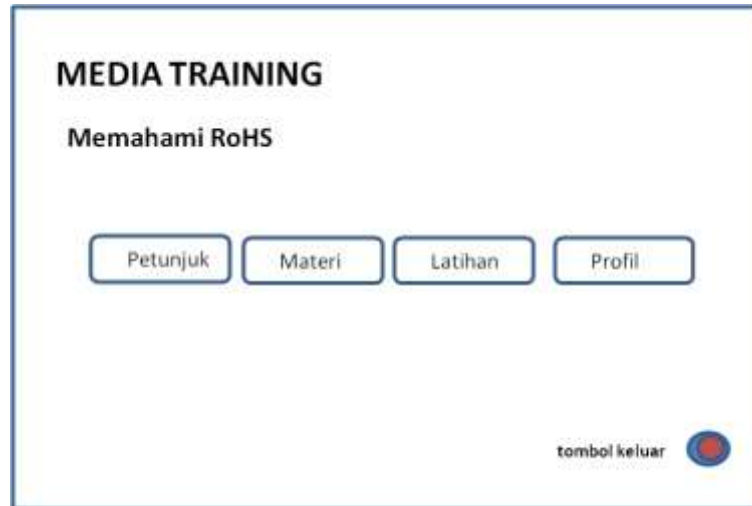 MEDIA TRAINING
Memahami RoHS
Petunjuk Materi Latihan Profil
tombol keluar